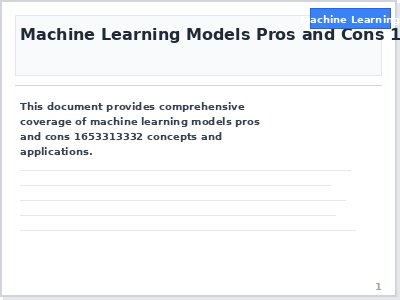 achine Learning
Machine Learning Models Pros and Cons 1
This document provides comprehensive
coverage of machine learning models pros
and cons 1653313332 concepts and
applications.
1